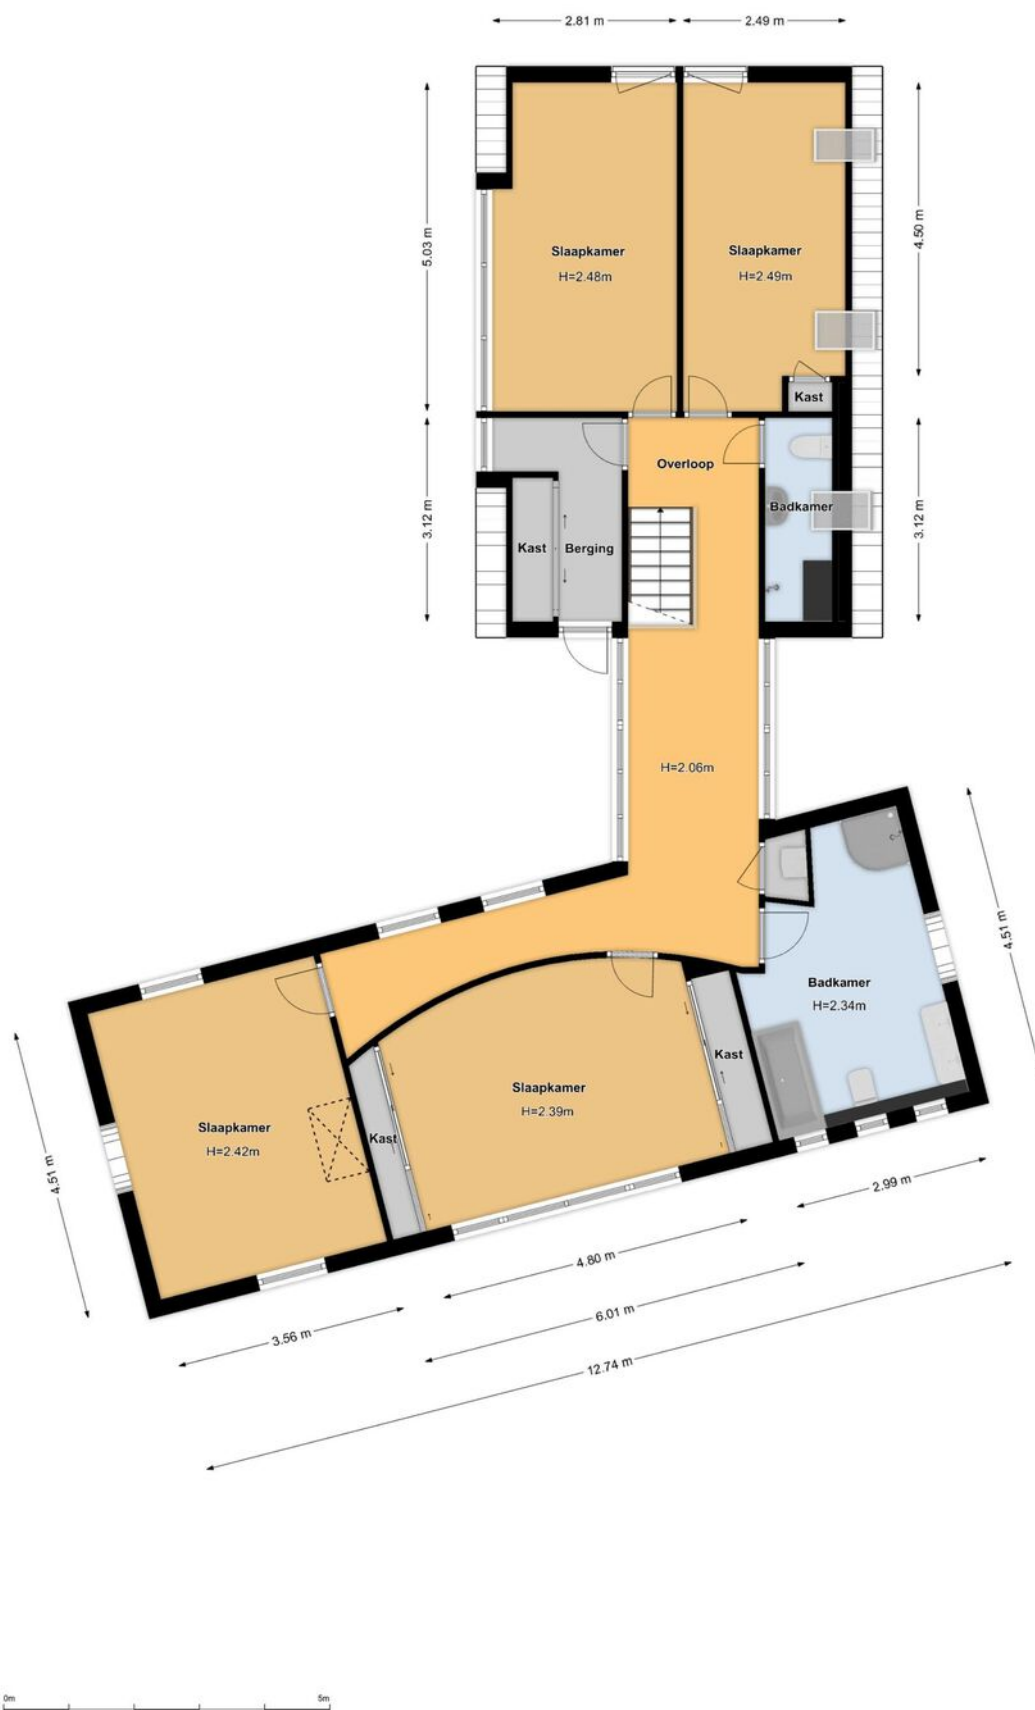 2.81 m
2.49 m
5.03 m
4.50 m
Slaapkamer
H=2.48m
Slaapkamer
H=2.49m
Kast
Overloop
3.12 m
Kast
Berging
Badkamer
3.12 m
H=2.06m
4.51 m
Badkamer
H=2.34m
Kast
Slaapkamer
H=2.39m
Kast
Slaapkamer
H=2.42m
4.51 m
2.99 m
4.80 m
3.56 m
6.01 m
12.74 m
0m
5m